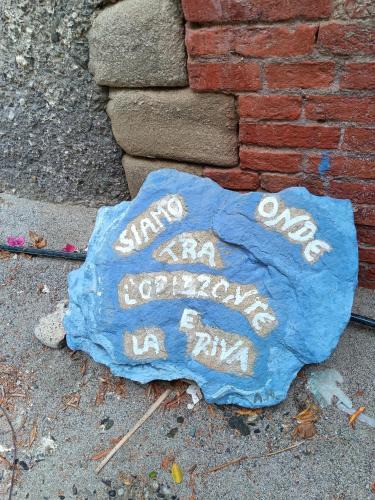 SIAMO ONDE
TRA
L'ORIZZONTE
E
LA RIVA